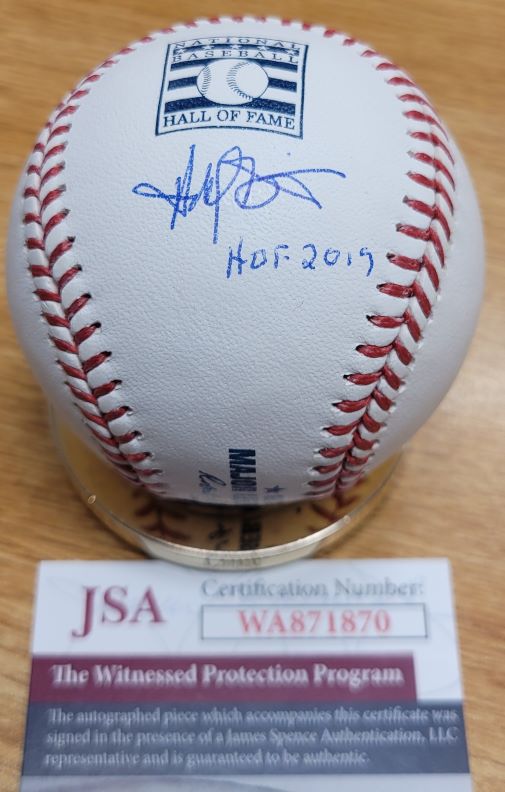 NATIONAL
BASEBALL
HALL OF FAME
HOF 2019
MAJOR
JSA
Certification Number:
WA871870
The Witnessed Protection Program
The autographed piece which accompanies this certificate was
signed in the presence of a James Spence Authentication, LLC
representative and is guaranteed to be authentic.